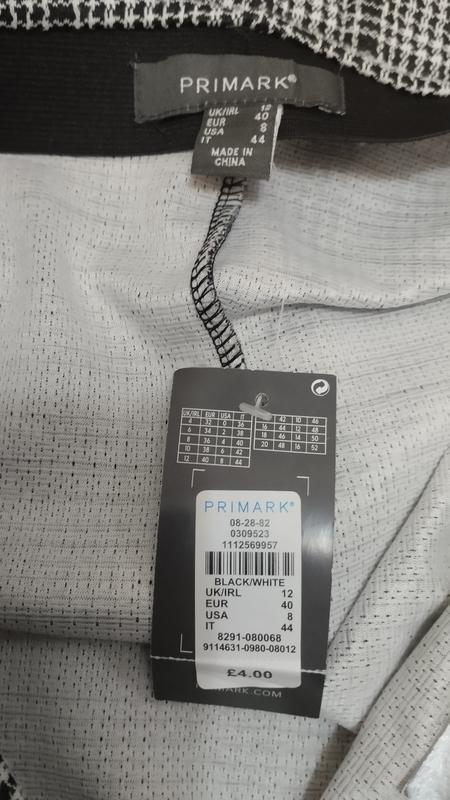 PRIMARK®
UK/IRL 12
EUR 40
USA 8
IT 44
MADE IN
CHINA
UK/IRL EUR USA IT
4 32 0 36
6 34 2 38
8 36 4 40
10 38 6 42
12 40 8 44
42 10 46
16 44 12 48
18 46 14 50
20 48 16 52
PRIMARK®
08-28-82
0309523
1112569957
BLACK/WHITE
UK/IRL 12
EUR 40
USA 8
IT 44
8291-080068
9114631-0980-08012
£4.00
MARK.COM